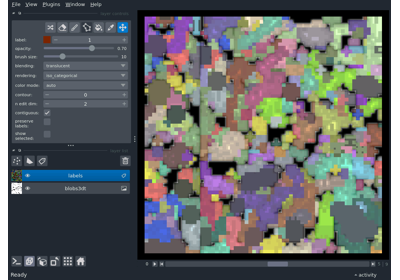 File View Plugins Window Help
label: 1
opacity: 0.70
brush size: 10
blending: translucent
rendering: iso_categorical
color mode: auto
contour: 0
n edit dim: 2
contiguous:
preserve
labels:
show
selected:
labels
blobs3dt
Ready
activity